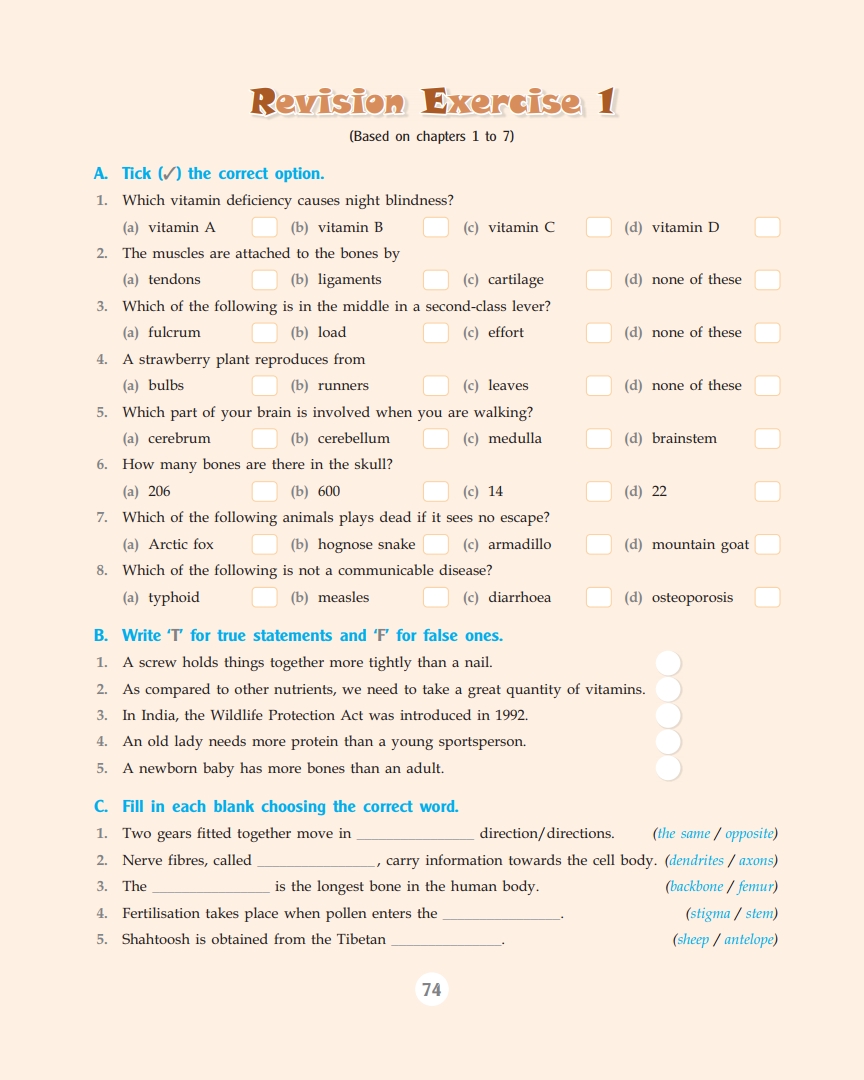 Revision Exercise 1
(Based on chapters 1 to 7)
A. Tick (✓) the correct option.
1. Which vitamin deficiency causes night blindness?
(a) vitamin A (b) vitamin B (c) vitamin C (d) vitamin D
2. The muscles are attached to the bones by
(a) tendons (b) ligaments (c) cartilage (d) none of these
3. Which of the following is in the middle in a second-class lever?
(a) fulcrum (b) load (c) effort (d) none of these
4. A strawberry plant reproduces from
(a) bulbs (b) runners (c) leaves (d) none of these
5. Which part of your brain is involved when you are walking?
(a) cerebrum (b) cerebellum (c) medulla (d) brainstem
6. How many bones are there in the skull?
(a) 206 (b) 600 (c) 14 (d) 22
7. Which of the following animals plays dead if it sees no escape?
(a) Arctic fox (b) hognose snake (c) armadillo (d) mountain goat
8. Which of the following is not a communicable disease?
(a) typhoid (b) measles (c) diarrhoea (d) osteoporosis
B. Write ‘T’ for true statements and ‘F’ for false ones.
1. A screw holds things together more tightly than a nail.
2. As compared to other nutrients, we need to take a great quantity of vitamins.
3. In India, the Wildlife Protection Act was introduced in 1992.
4. An old lady needs more protein than a young sportsperson.
5. A newborn baby has more bones than an adult.
C. Fill in each blank choosing the correct word.
1. Two gears fitted together move in ________________ direction/directions. (the same / opposite)
2. Nerve fibres, called ________________, carry information towards the cell body. (dendrites / axons)
3. The ________________ is the longest bone in the human body. (backbone / femur)
4. Fertilisation takes place when pollen enters the ________________. (stigma / stem)
5. Shahtoosh is obtained from the Tibetan _______________. (sheep / antelope)
74